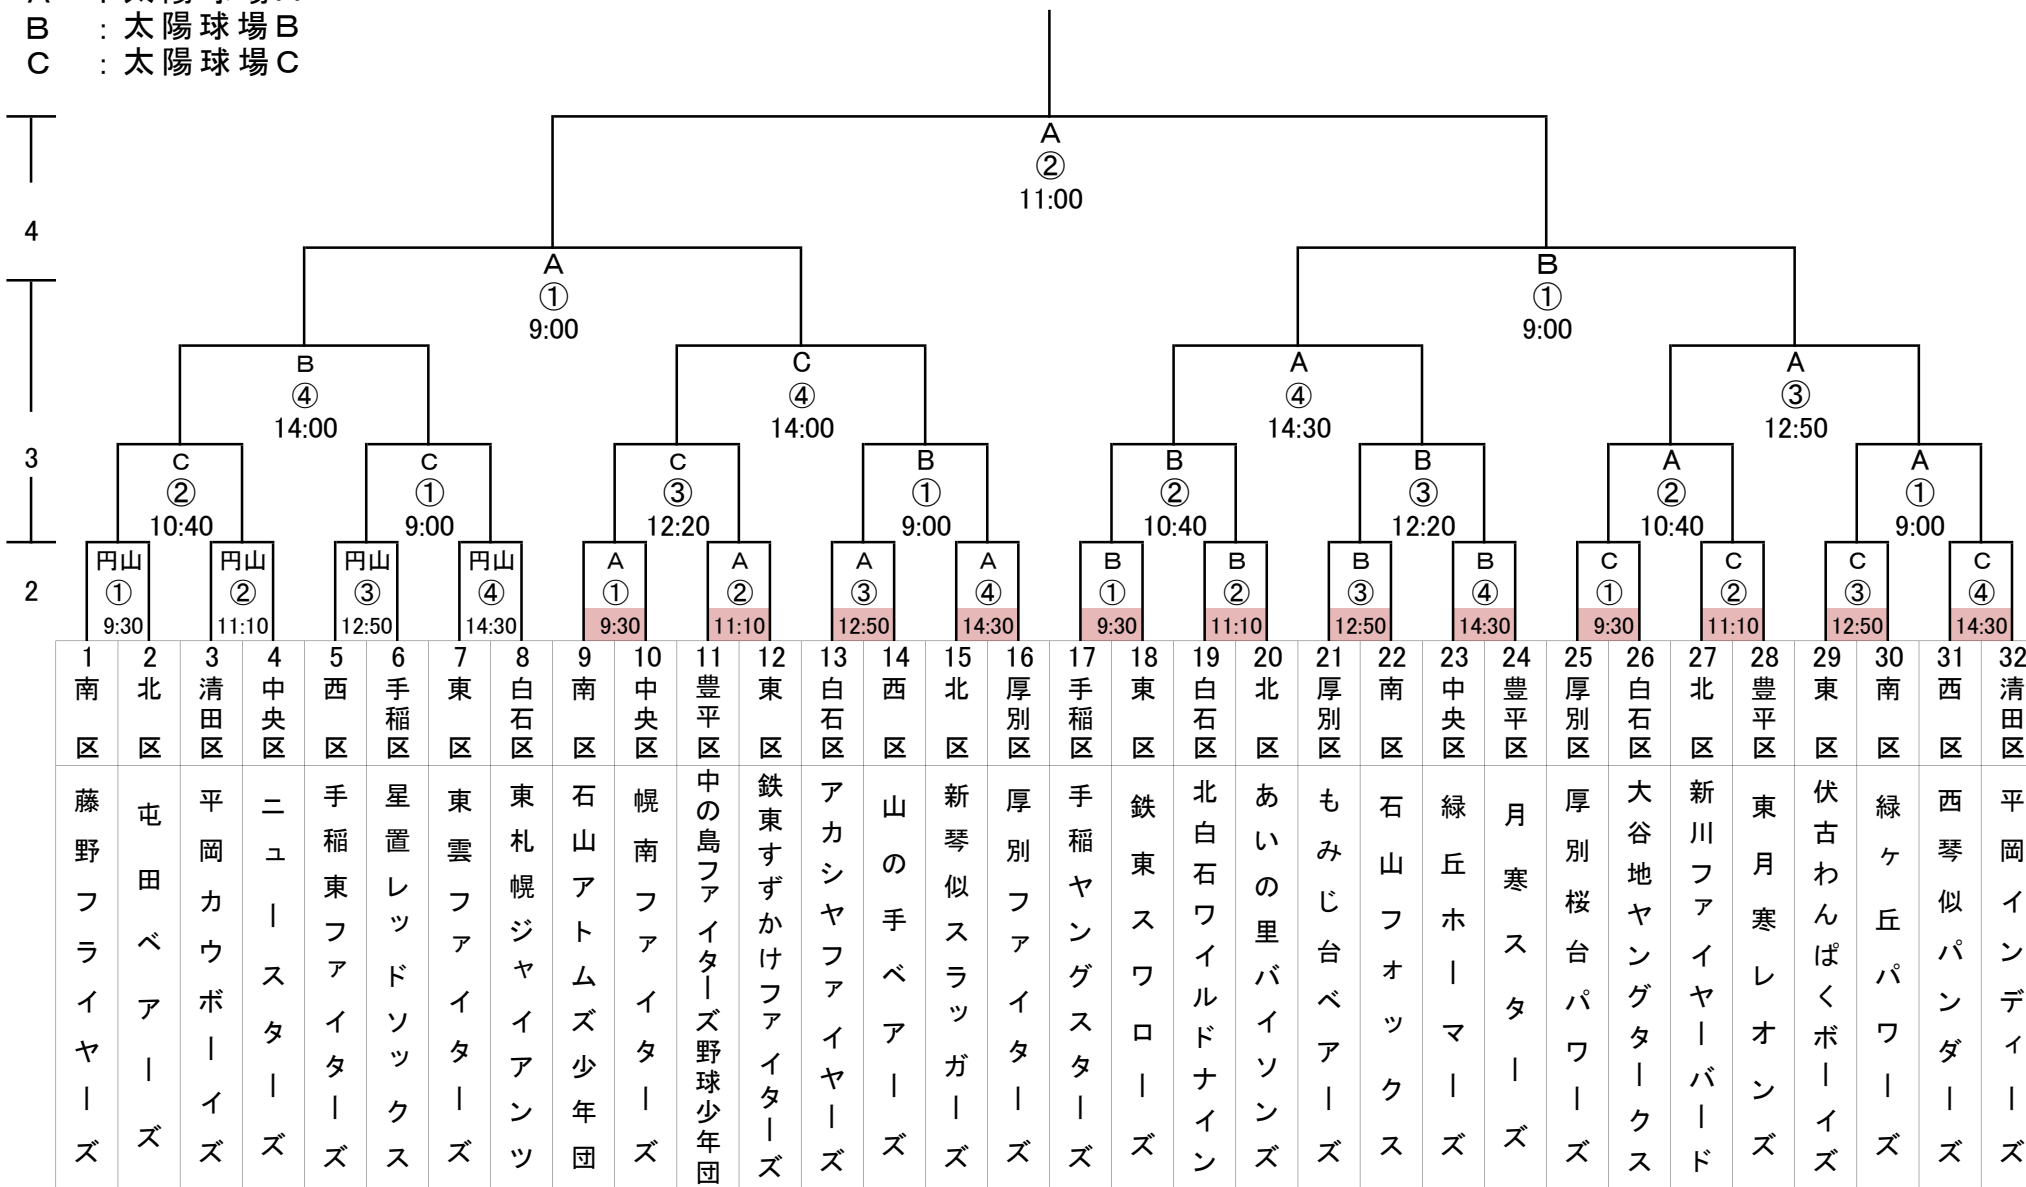 B : 太陽球場B
C : 太陽球場C
A
②
11:00
4
A
①
9:00
B
①
9:00
B
④
14:00
C
④
14:00
A
④
14:30
A
③
12:50
3
C
②
10:40
C
①
9:00
C
③
12:20
B
①
9:00
B
②
10:40
B
③
12:20
A
②
10:40
A
①
9:00
2
円山
①
9:30
円山
②
11:10
円山
③
12:50
円山
④
14:30
A
①
9:30
A
②
11:10
A
③
12:50
A
④
14:30
B
①
9:30
B
②
11:10
B
③
12:50
B
④
14:30
C
①
9:30
C
②
11:10
C
③
12:50
C
④
14:30
1 南区 藤野フライヤーズ
2 北区 屯田ベアーズ
3 清田区 平岡カウボーイズ
4 中央区 ニュースターズ
5 西区 手稲東ファイターズ
6 手稲区 星置レッドソックス
7 東区 東雲ファイターズ
8 白石区 東札幌ジャイアンツ
9 南区 石山アトムズ少年団
10 中央区 幌南ファイターズ
11 豊平区 中の島ファイターズ野球少年団
12 東区 鉄東すずかけファイターズ
13 白石区 アカシヤファイヤーズ
14 西区 山の手ベアーズ
15 北区 新琴似スラッガーズ
16 厚別区 厚別ファイターズ
17 手稲区 手稲ヤングスターズ
18 東区 鉄東スワローズ
19 白石区 北白石ワイルドナイン
20 北区 あいの里バイソンズ
21 厚別区 もみじ台ベアーズ
22 南区 石山フォックス
23 中央区 緑丘ホーマーズ
24 豊平区 月寒スターズ
25 厚別区 厚別桜台パワーズ
26 白石区 大谷地ヤングタークス
27 北区 新川ファイヤーバード
28 豊平区 東月寒レオンズ
29 東区 伏古わんぱくボーイズ
30 南区 緑ヶ丘パワーズ
31 西区 西琴似パンダーズ
32 清田区 平岡インディーズ